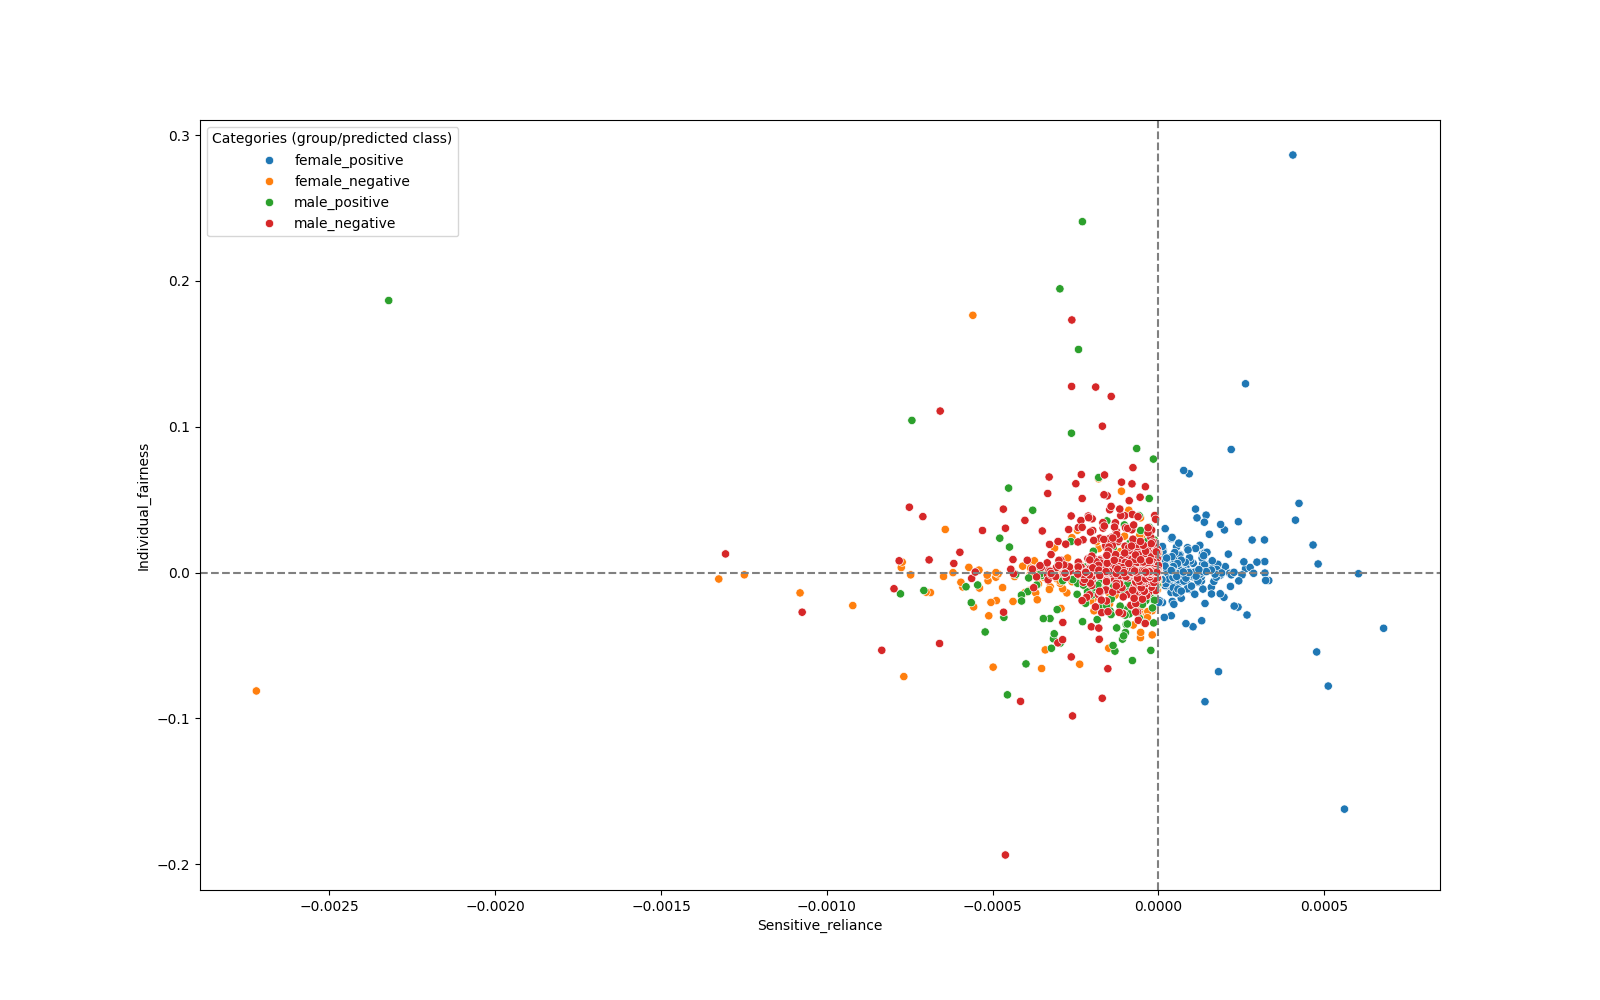 Categories (group/predicted class)
female_positive
female_negative
male_positive
male_negative
0.3
0.2
0.1
0.0
−0.1
−0.2
Individual_fairness
−0.0025
−0.0020
−0.0015
−0.0010
−0.0005
0.0000
0.0005
Sensitive_reliance